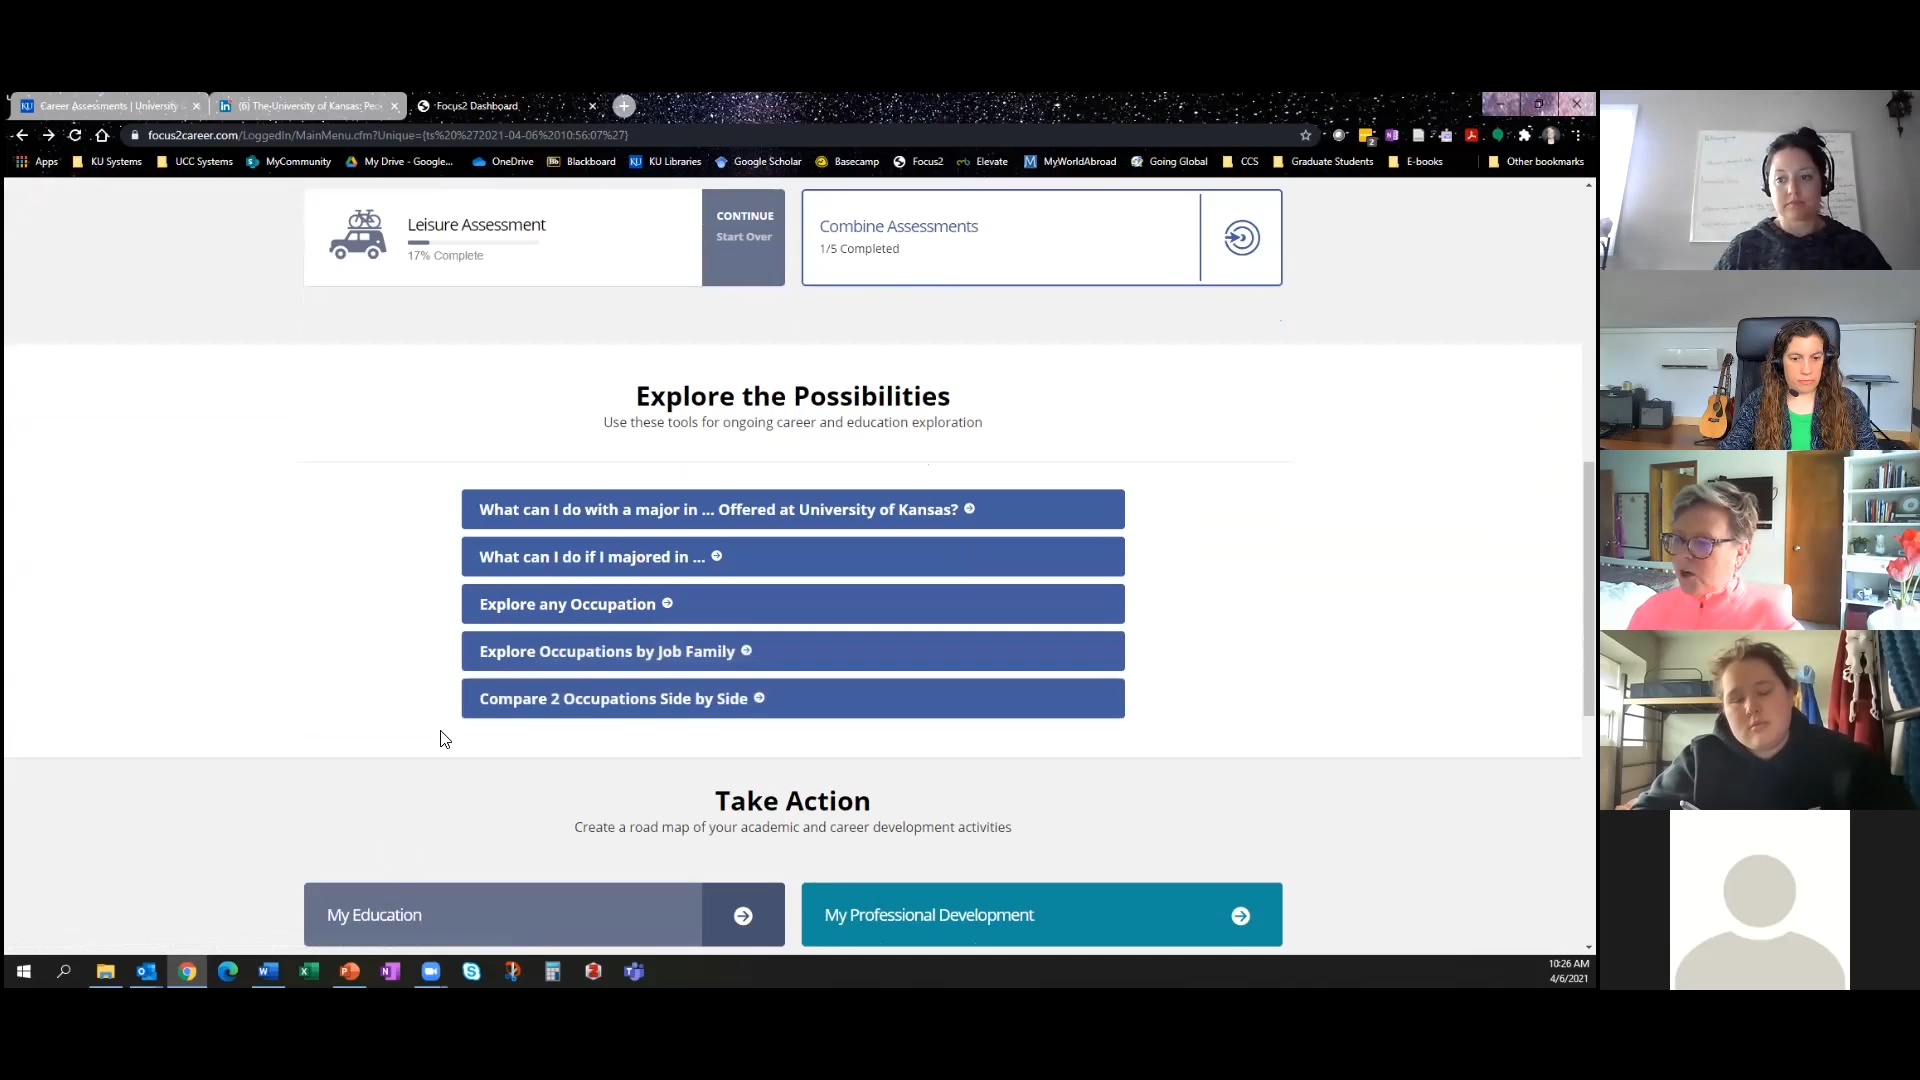 Career Assessments | University
(6) The University of Kansas: Peo
Focus2 Dashboard
focus2career.com/LoggedIn/MainMenu.cfm?Unique={ts%20%272021-04-06%2010:56:07%27}
Apps
KU Systems
UCC Systems
MyCommunity
My Drive - Google...
OneDrive
Blackboard
KU Libraries
Google Scholar
Basecamp
Focus2
Elevate
MyWorldAbroad
Going Global
CCS
Graduate Students
E-books
Other bookmarks
Leisure Assessment
17% Complete
CONTINUE
Start Over
Combine Assessments
1/5 Completed
Explore the Possibilities
Use these tools for ongoing career and education exploration
What can I do with a major in ... Offered at University of Kansas?
What can I do if I majored in ...
Explore any Occupation
Explore Occupations by Job Family
Compare 2 Occupations Side by Side
Take Action
Create a road map of your academic and career development activities
My Education
My Professional Development
10:26 AM
4/6/2021